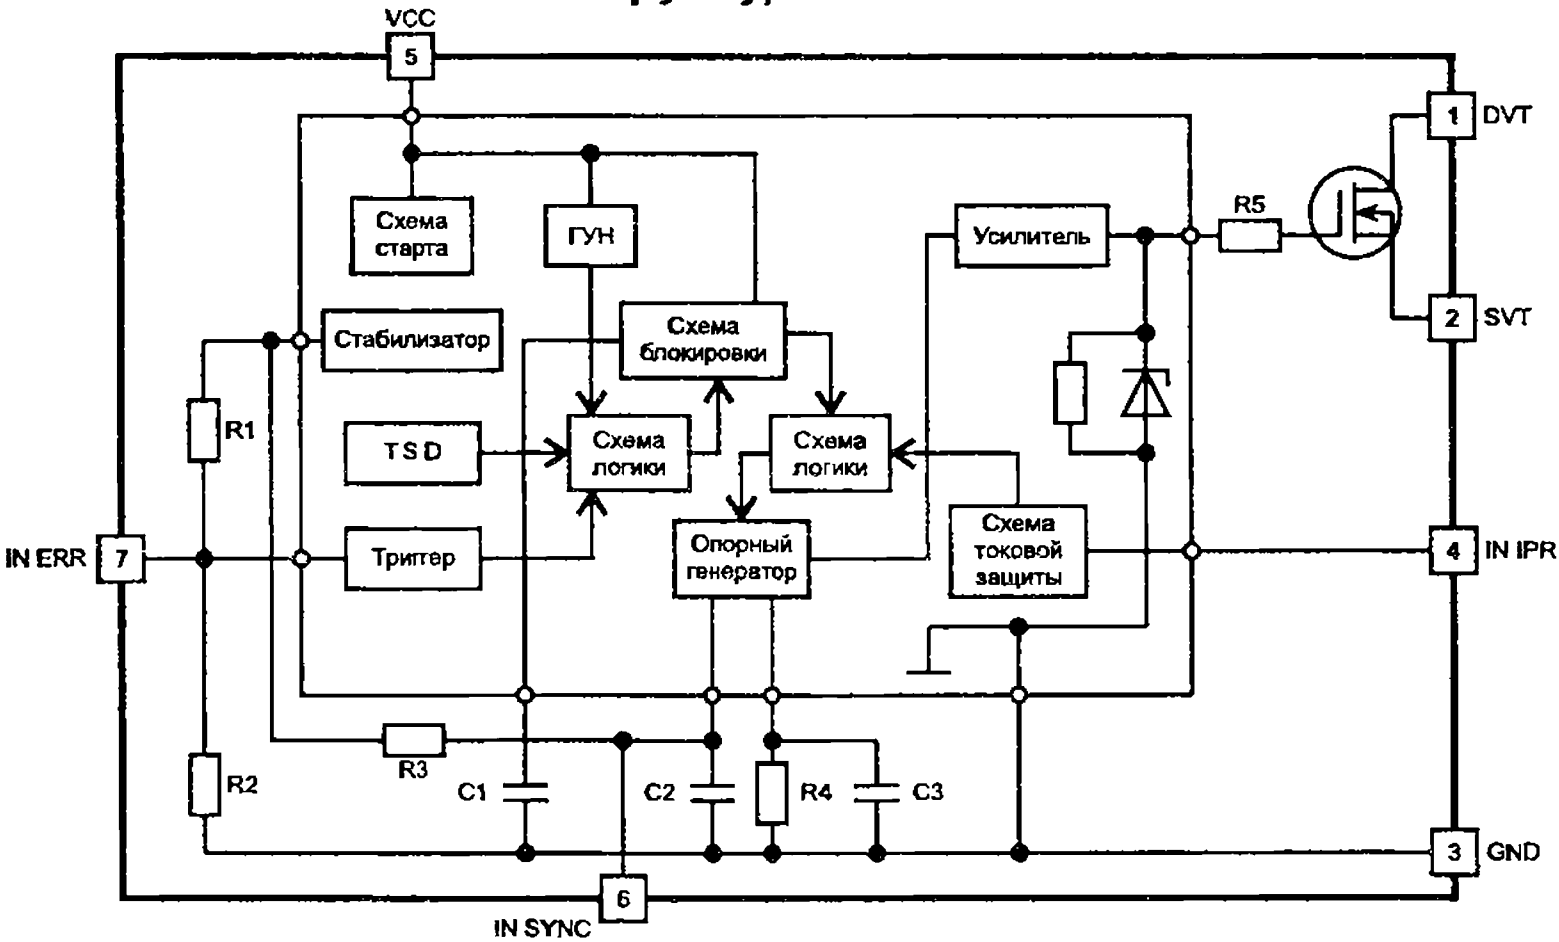 VCC
5
1
DVT
Схема
старта
ГУН
Усилитель
R5
Стабилизатор
Схема
блокировки
2
SVT
R1
TSD
Схема
логики
Схема
логики
IN ERR
7
Триггер
Опорный
генератор
Схема
токовой
защиты
4
IN IPR
R3
R2
C1
C2
R4
C3
3
GND
6
IN SYNC